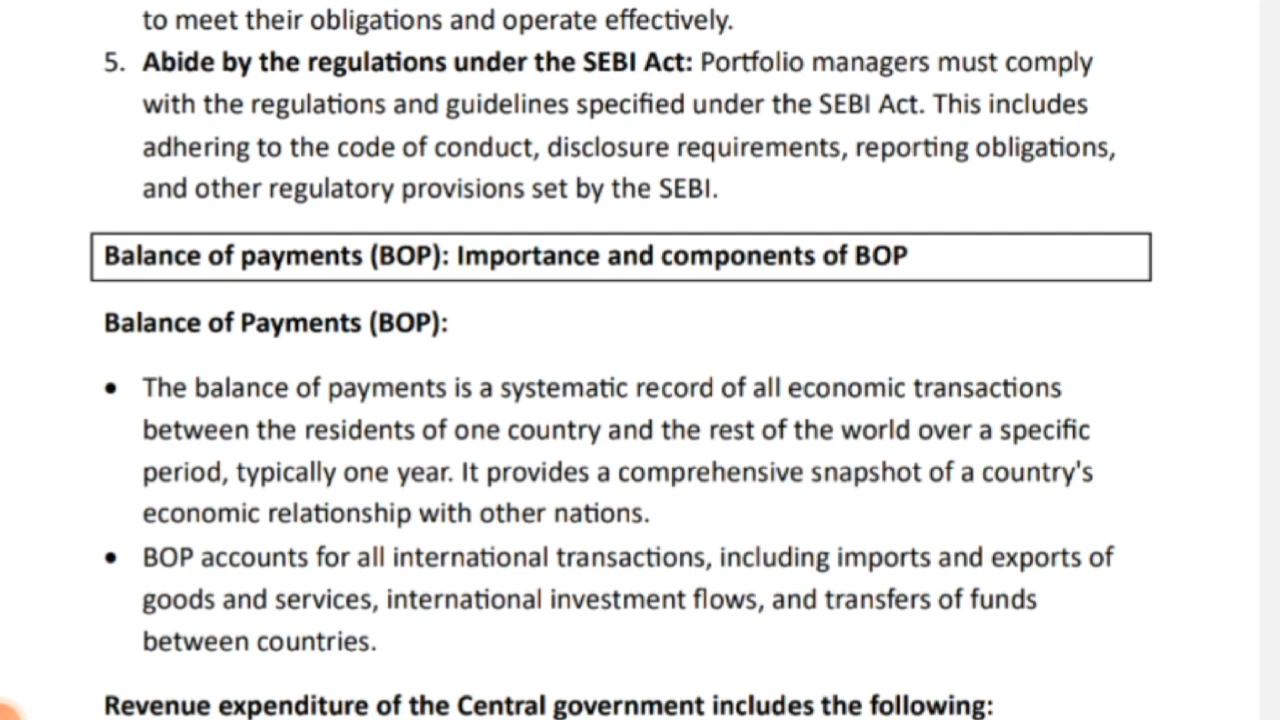 to meet their obligations and operate effectively.
5. Abide by the regulations under the SEBI Act: Portfolio managers must comply
with the regulations and guidelines specified under the SEBI Act. This includes
adhering to the code of conduct, disclosure requirements, reporting obligations,
and other regulatory provisions set by the SEBI.
Balance of payments (BOP): Importance and components of BOP
Balance of Payments (BOP):
• The balance of payments is a systematic record of all economic transactions
between the residents of one country and the rest of the world over a specific
period, typically one year. It provides a comprehensive snapshot of a country's
economic relationship with other nations.
• BOP accounts for all international transactions, including imports and exports of
goods and services, international investment flows, and transfers of funds
between countries.
Revenue expenditure of the Central government includes the following: